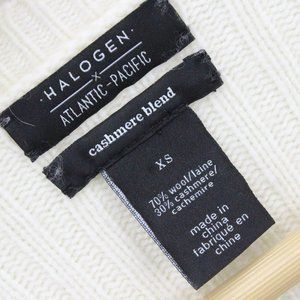 · HALOGEN ·
×
ATLANTIC-PACIFIC
cashmere blend
XS
70% wool/laine
30% cashmere/
cachemire
made in
china
fabriqué en
chine